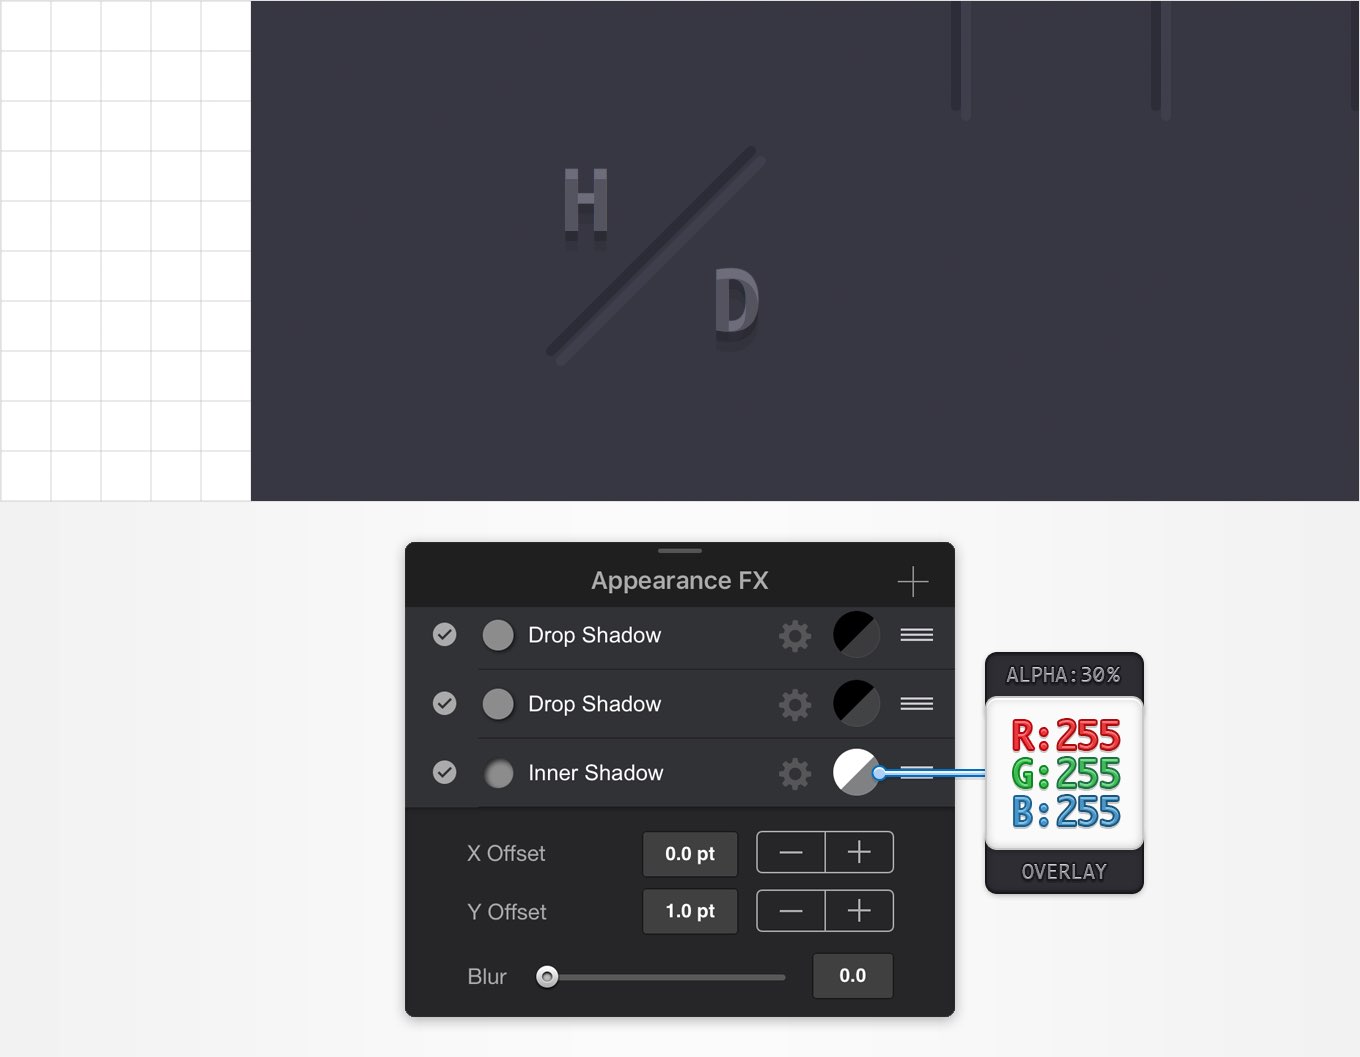 H
D
Appearance FX
Drop Shadow
Drop Shadow
Inner Shadow
ALPHA:30%
R:255
G:255
B:255
OVERLAY
X Offset 0.0 pt
Y Offset 1.0 pt
Blur 0.0